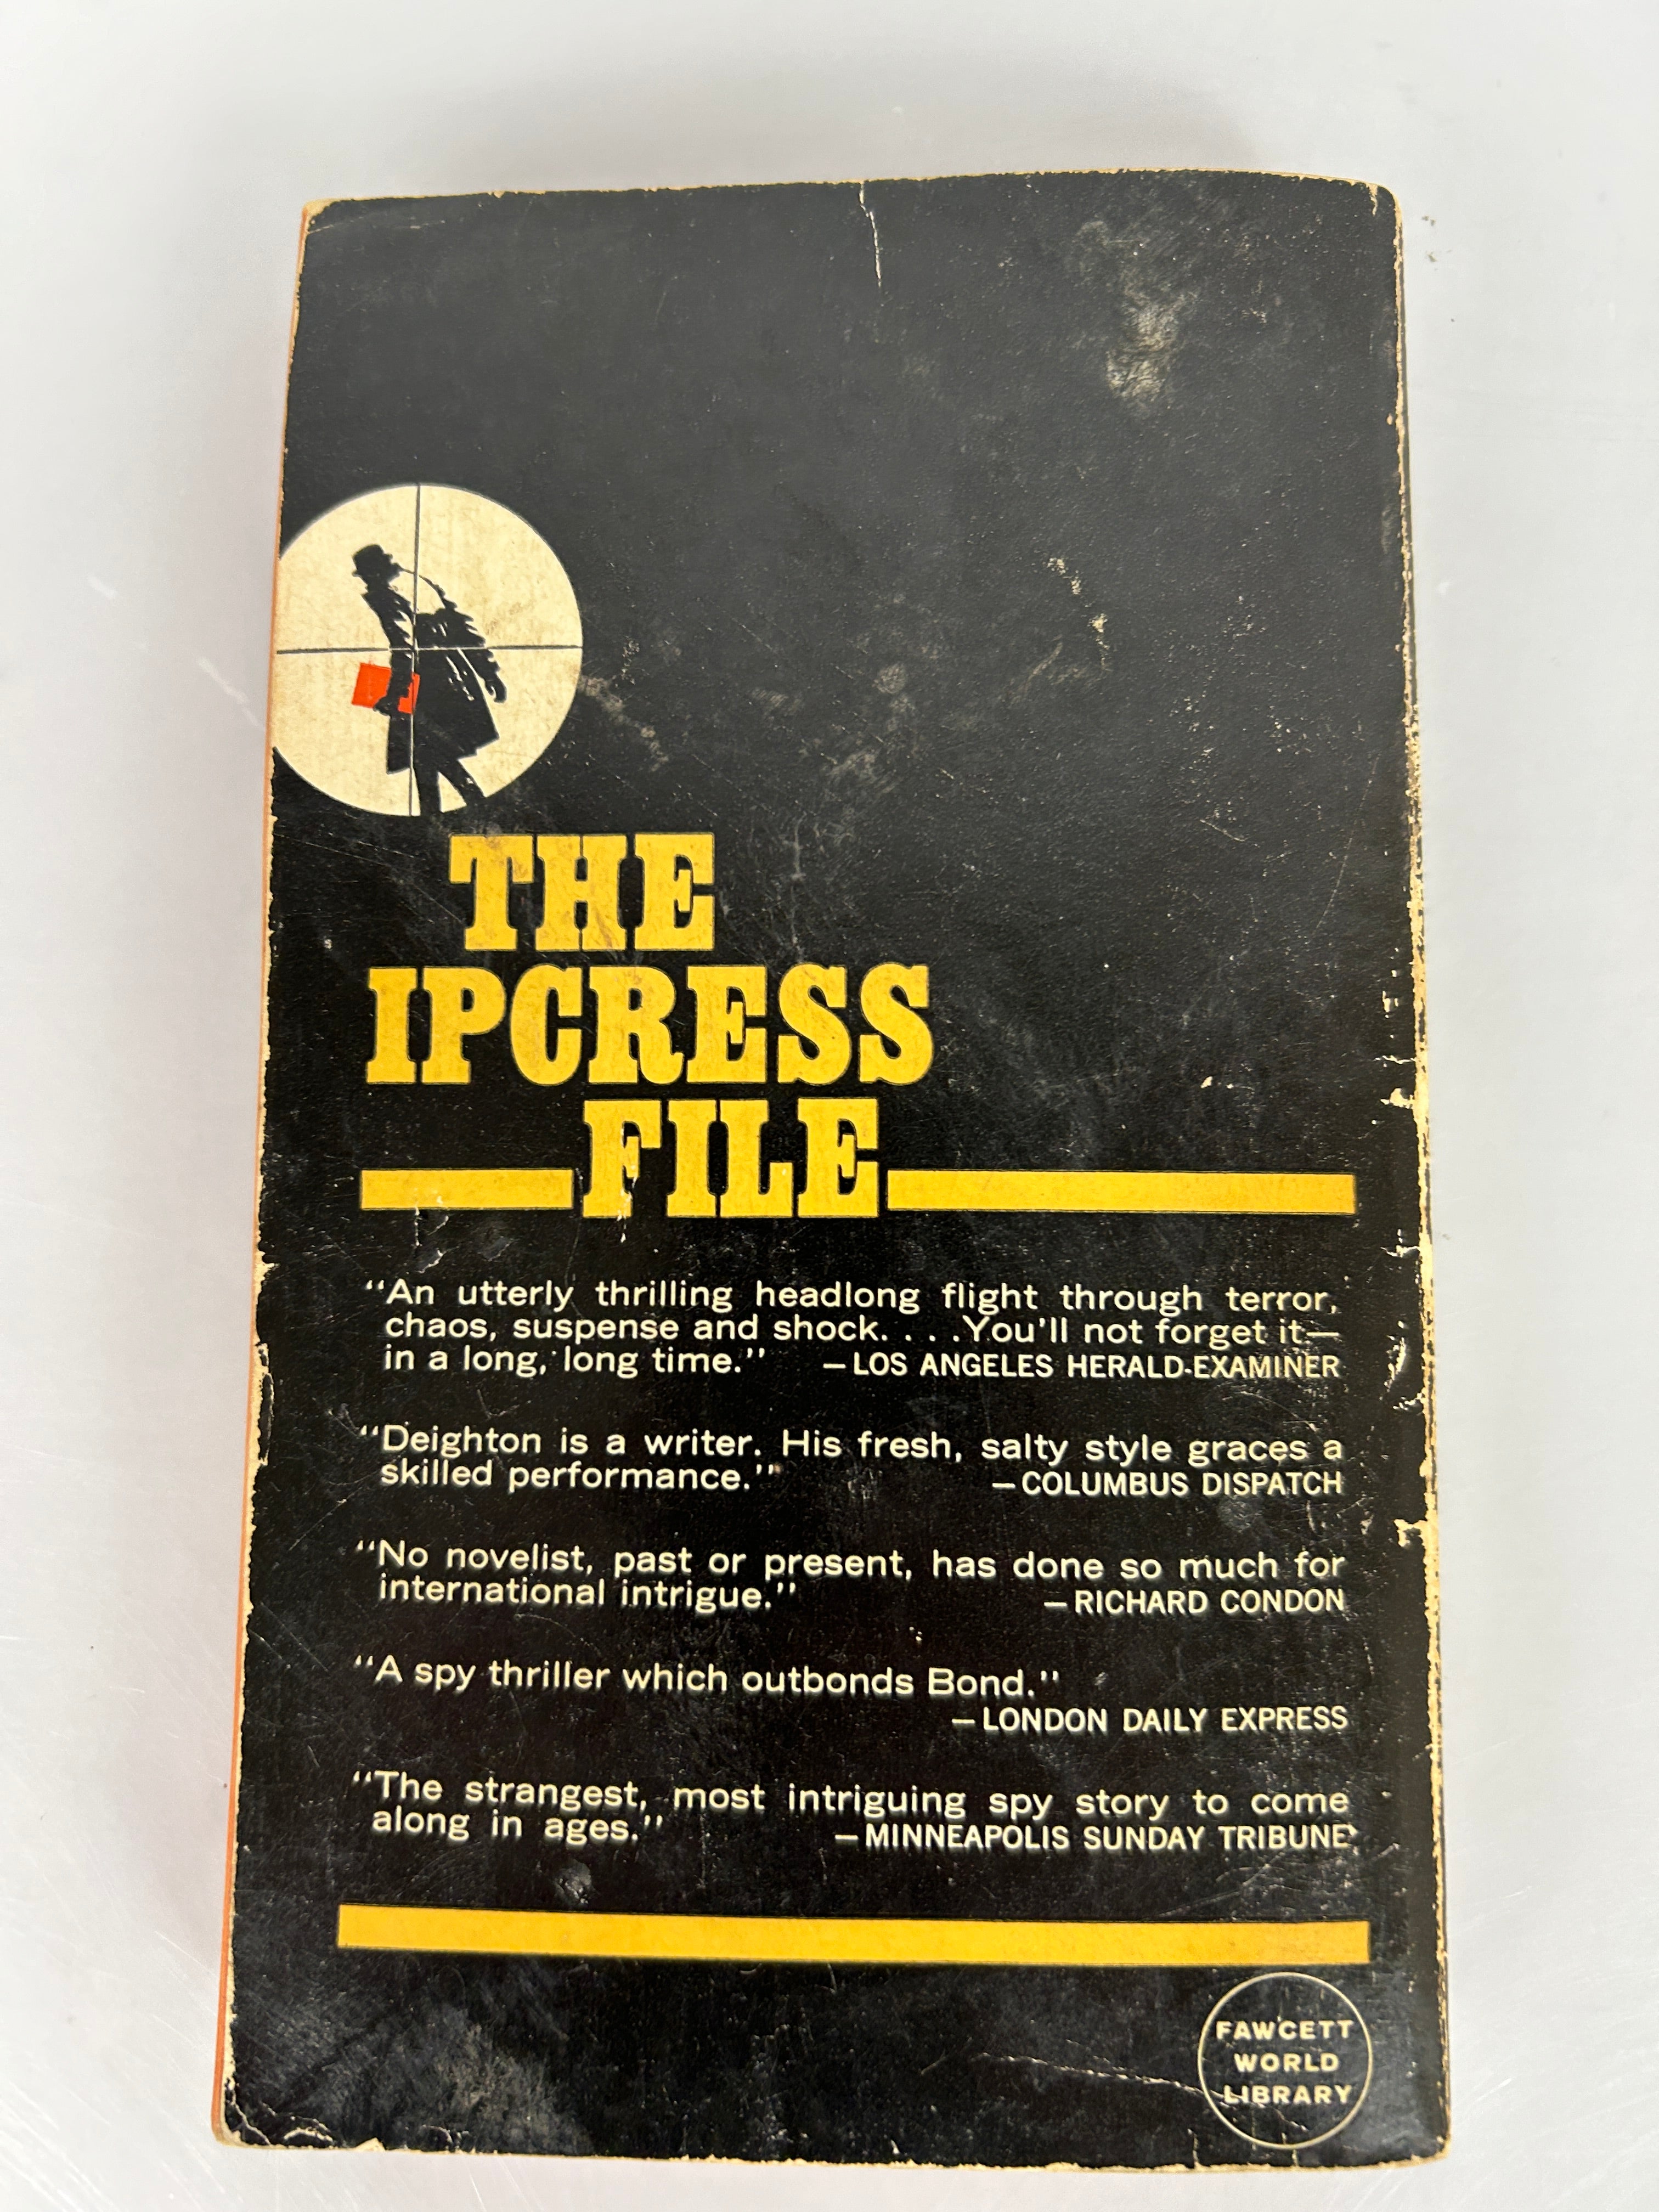 THE
IPCRESS
FILE
“An utterly thrilling headlong flight through terror,
chaos, suspense and shock. . . .You'll not forget it—
in a long, long time.” —LOS ANGELES HERALD-EXAMINER
“Deighton is a writer. His fresh, salty style graces a
skilled performance.” —COLUMBUS DISPATCH
“No novelist, past or present, has done so much for
international intrigue.” —RICHARD CONDON
“A spy thriller which outbonds Bond.”
—LONDON DAILY EXPRESS
“The strangest, most intriguing spy story to come
along in ages.” —MINNEAPOLIS SUNDAY TRIBUNE
FAWCETT
WORLD
LIBRARY